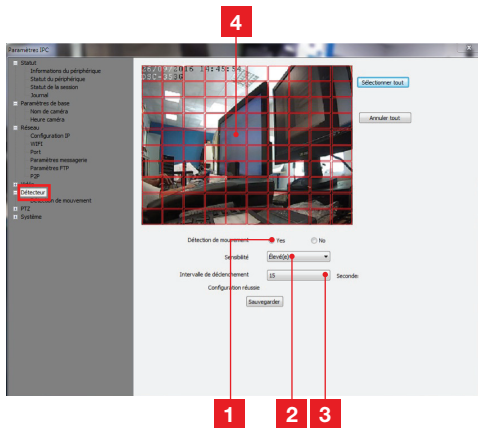 4
Paramètres IPC
Statut
Informations du périphérique
Statut du périphérique
Statut de la session
Journal
Paramètres de base
Nom de caméra
Heure caméra
Réseau
Configuration IP
WIFI
Port
Paramètres messagerie
Paramètres FTP
P2P
Détecteur
Détection de mouvement
PTZ
Système
2016 14:45:54
Sélectionner tout
Annuler tout
Détection de mouvement Yes No
Sensibilité Élevé(e)
Intervalle de déclenchement 15 Seconde:
Configuration réussie
Sauvegarder
1 2 3